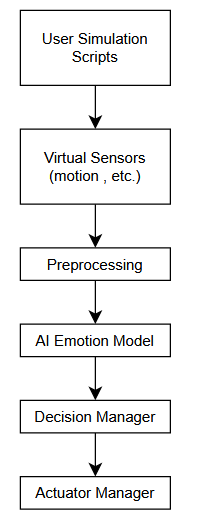 User Simulation
Scripts
Virtual Sensors
(motion , etc.)
Preprocessing
AI Emotion Model
Decision Manager
Actuator Manager